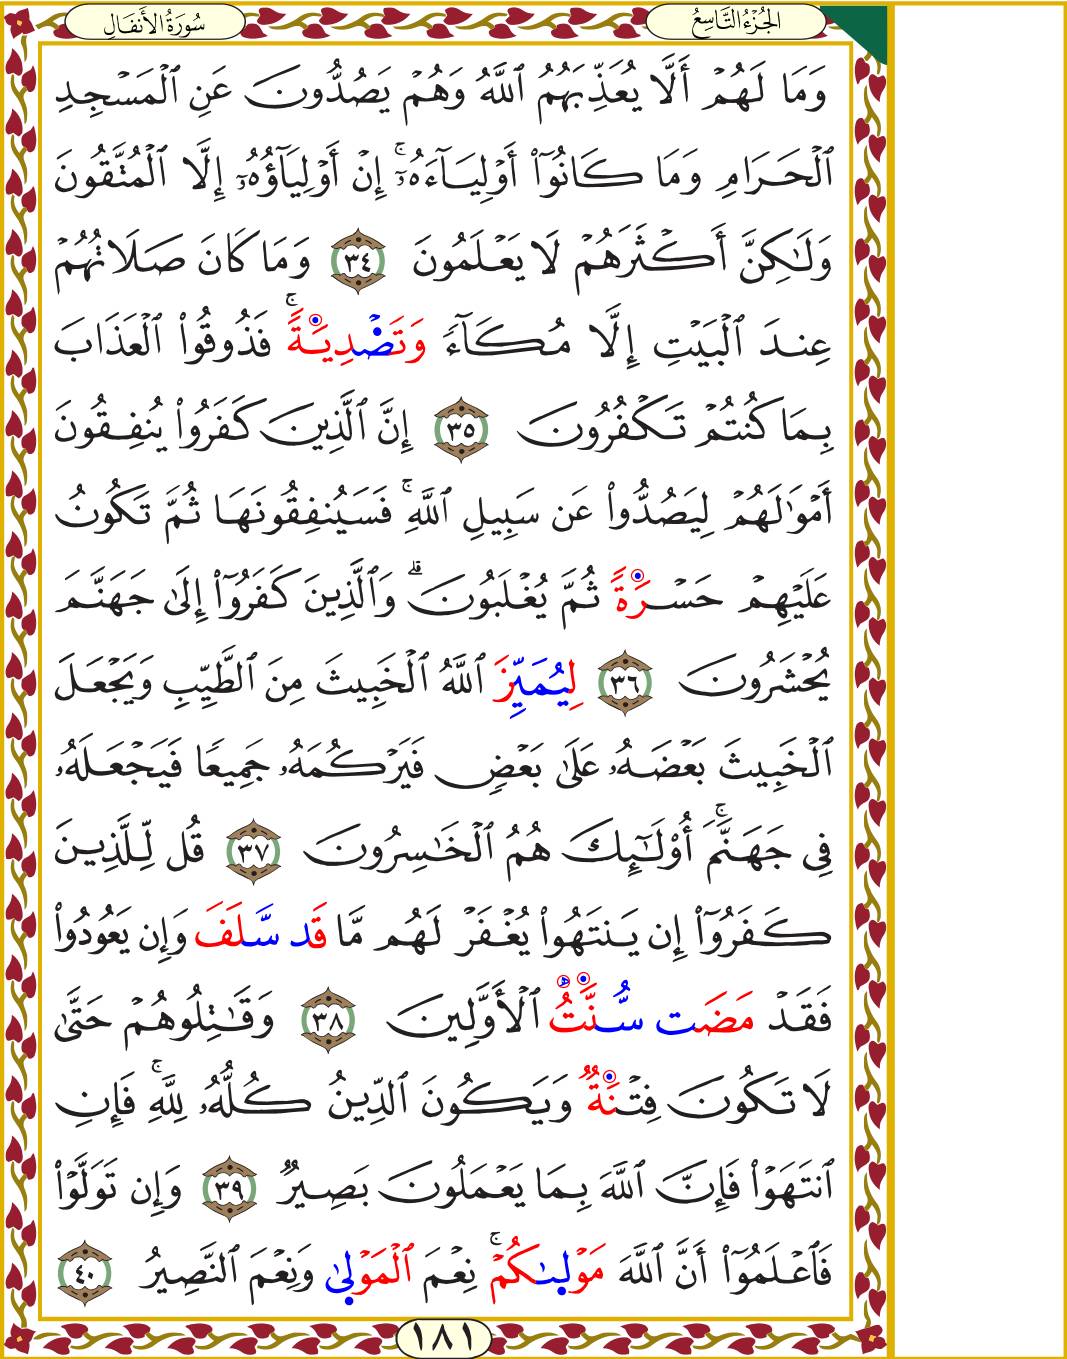 الجُزْءُ التَّاسِعُ
سُورَةُ الأَنفَالِ
وَمَا لَهُمْ أَلَّا يُعَذِّبَهُمُ ٱللَّهُ وَهُمْ يَصُدُّونَ عَنِ ٱلْمَسْجِدِ
ٱلْحَرَامِ وَمَا كَانُوٓا۟ أَوْلِيَآءَهُۥٓ ۚ إِنْ أَوْلِيَآؤُهُۥٓ إِلَّا ٱلْمُتَّقُونَ
وَلَـٰكِنَّ أَكْثَرَهُمْ لَا يَعْلَمُونَ ٣٤ وَمَا كَانَ صَلَاتُهُمْ
عِندَ ٱلْبَيْتِ إِلَّا مُكَآءً وَتَصْدِيَةً ۚ فَذُوقُوا۟ ٱلْعَذَابَ
بِمَا كُنتُمْ تَكْفُرُونَ ٣٥ إِنَّ ٱلَّذِينَ كَفَرُوا۟ يُنفِقُونَ
أَمْوَٰلَهُمْ لِيَصُدُّوا۟ عَن سَبِيلِ ٱللَّهِ ۚ فَسَيُنفِقُونَهَا ثُمَّ تَكُونُ
عَلَيْهِمْ حَسْرَةً ثُمَّ يُغْلَبُونَ ۗ وَٱلَّذِينَ كَفَرُوٓا۟ إِلَىٰ جَهَنَّمَ
يُحْشَرُونَ ٣٦ لِيُمَيِّزَ ٱللَّهُ ٱلْخَبِيثَ مِنَ ٱلطَّيِّبِ وَيَجْعَلَ
ٱلْخَبِيثَ بَعْضَهُۥ عَلَىٰ بَعْضٍ فَيَرْكُمَهُۥ جَمِيعًا فَيَجْعَلَهُۥ
فِى جَهَنَّمَ ۚ أُو۟لَـٰٓئِكَ هُمُ ٱلْخَـٰسِرُونَ ٣٧ قُل لِّلَّذِينَ
كَفَرُوٓا۟ إِن يَنتَهُوا۟ يُغْفَرْ لَهُم مَّا قَد سَّلَفَ وَإِن يَعُودُوا۟
فَقَدْ مَضَت سُّنَّتُ ٱلْأَوَّلِينَ ٣٨ وَقَـٰتِلُوهُمْ حَتَّىٰ
لَا تَكُونَ فِتْنَةٌ وَيَكُونَ ٱلدِّينُ كُلُّهُۥ لِلَّهِ ۚ فَإِنِ
ٱنتَهَوْا۟ فَإِنَّ ٱللَّهَ بِمَا يَعْمَلُونَ بَصِيرٌ ٣٩ وَإِن تَوَلَّوْا۟
فَٱعْلَمُوٓا۟ أَنَّ ٱللَّهَ مَوْلَىٰكُمْ ۚ نِعْمَ ٱلْمَوْلَىٰ وَنِعْمَ ٱلنَّصِيرُ ٤٠
١٨١